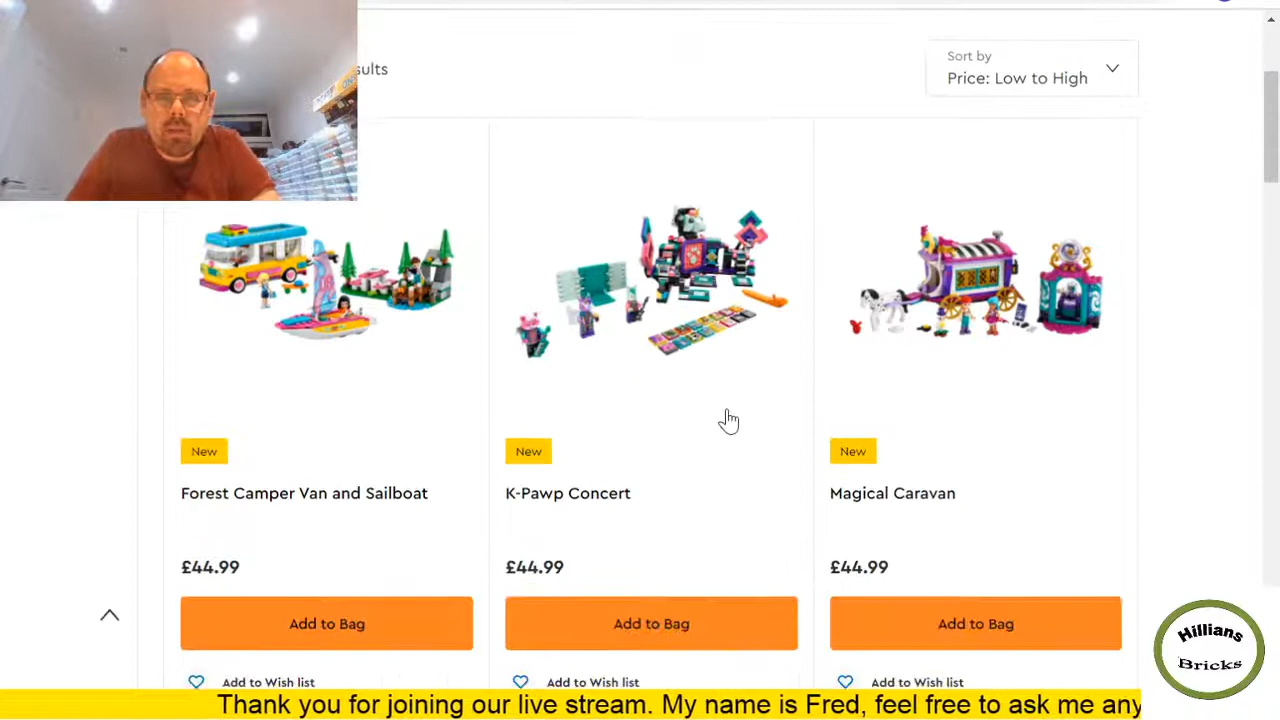 sults
Sort by
Price: Low to High
New
New
New
Forest Camper Van and Sailboat
K-Pawp Concert
Magical Caravan
£44.99
£44.99
£44.99
Add to Bag
Add to Bag
Add to Bag
Add to Wish list
Add to Wish list
Add to Wish list
Hillians
Bricks
Thank you for joining our live stream. My name is Fred, feel free to ask me any